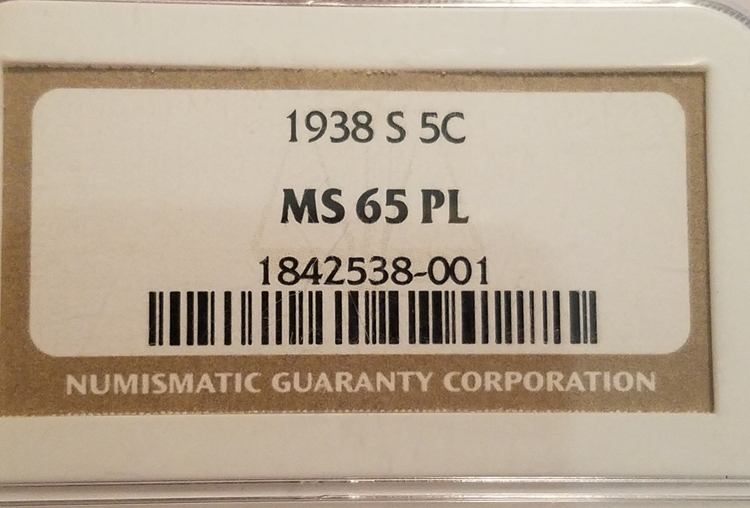 1938 S 5C
MS 65 PL
1842538-001
NUMISMATIC GUARANTY CORPORATION